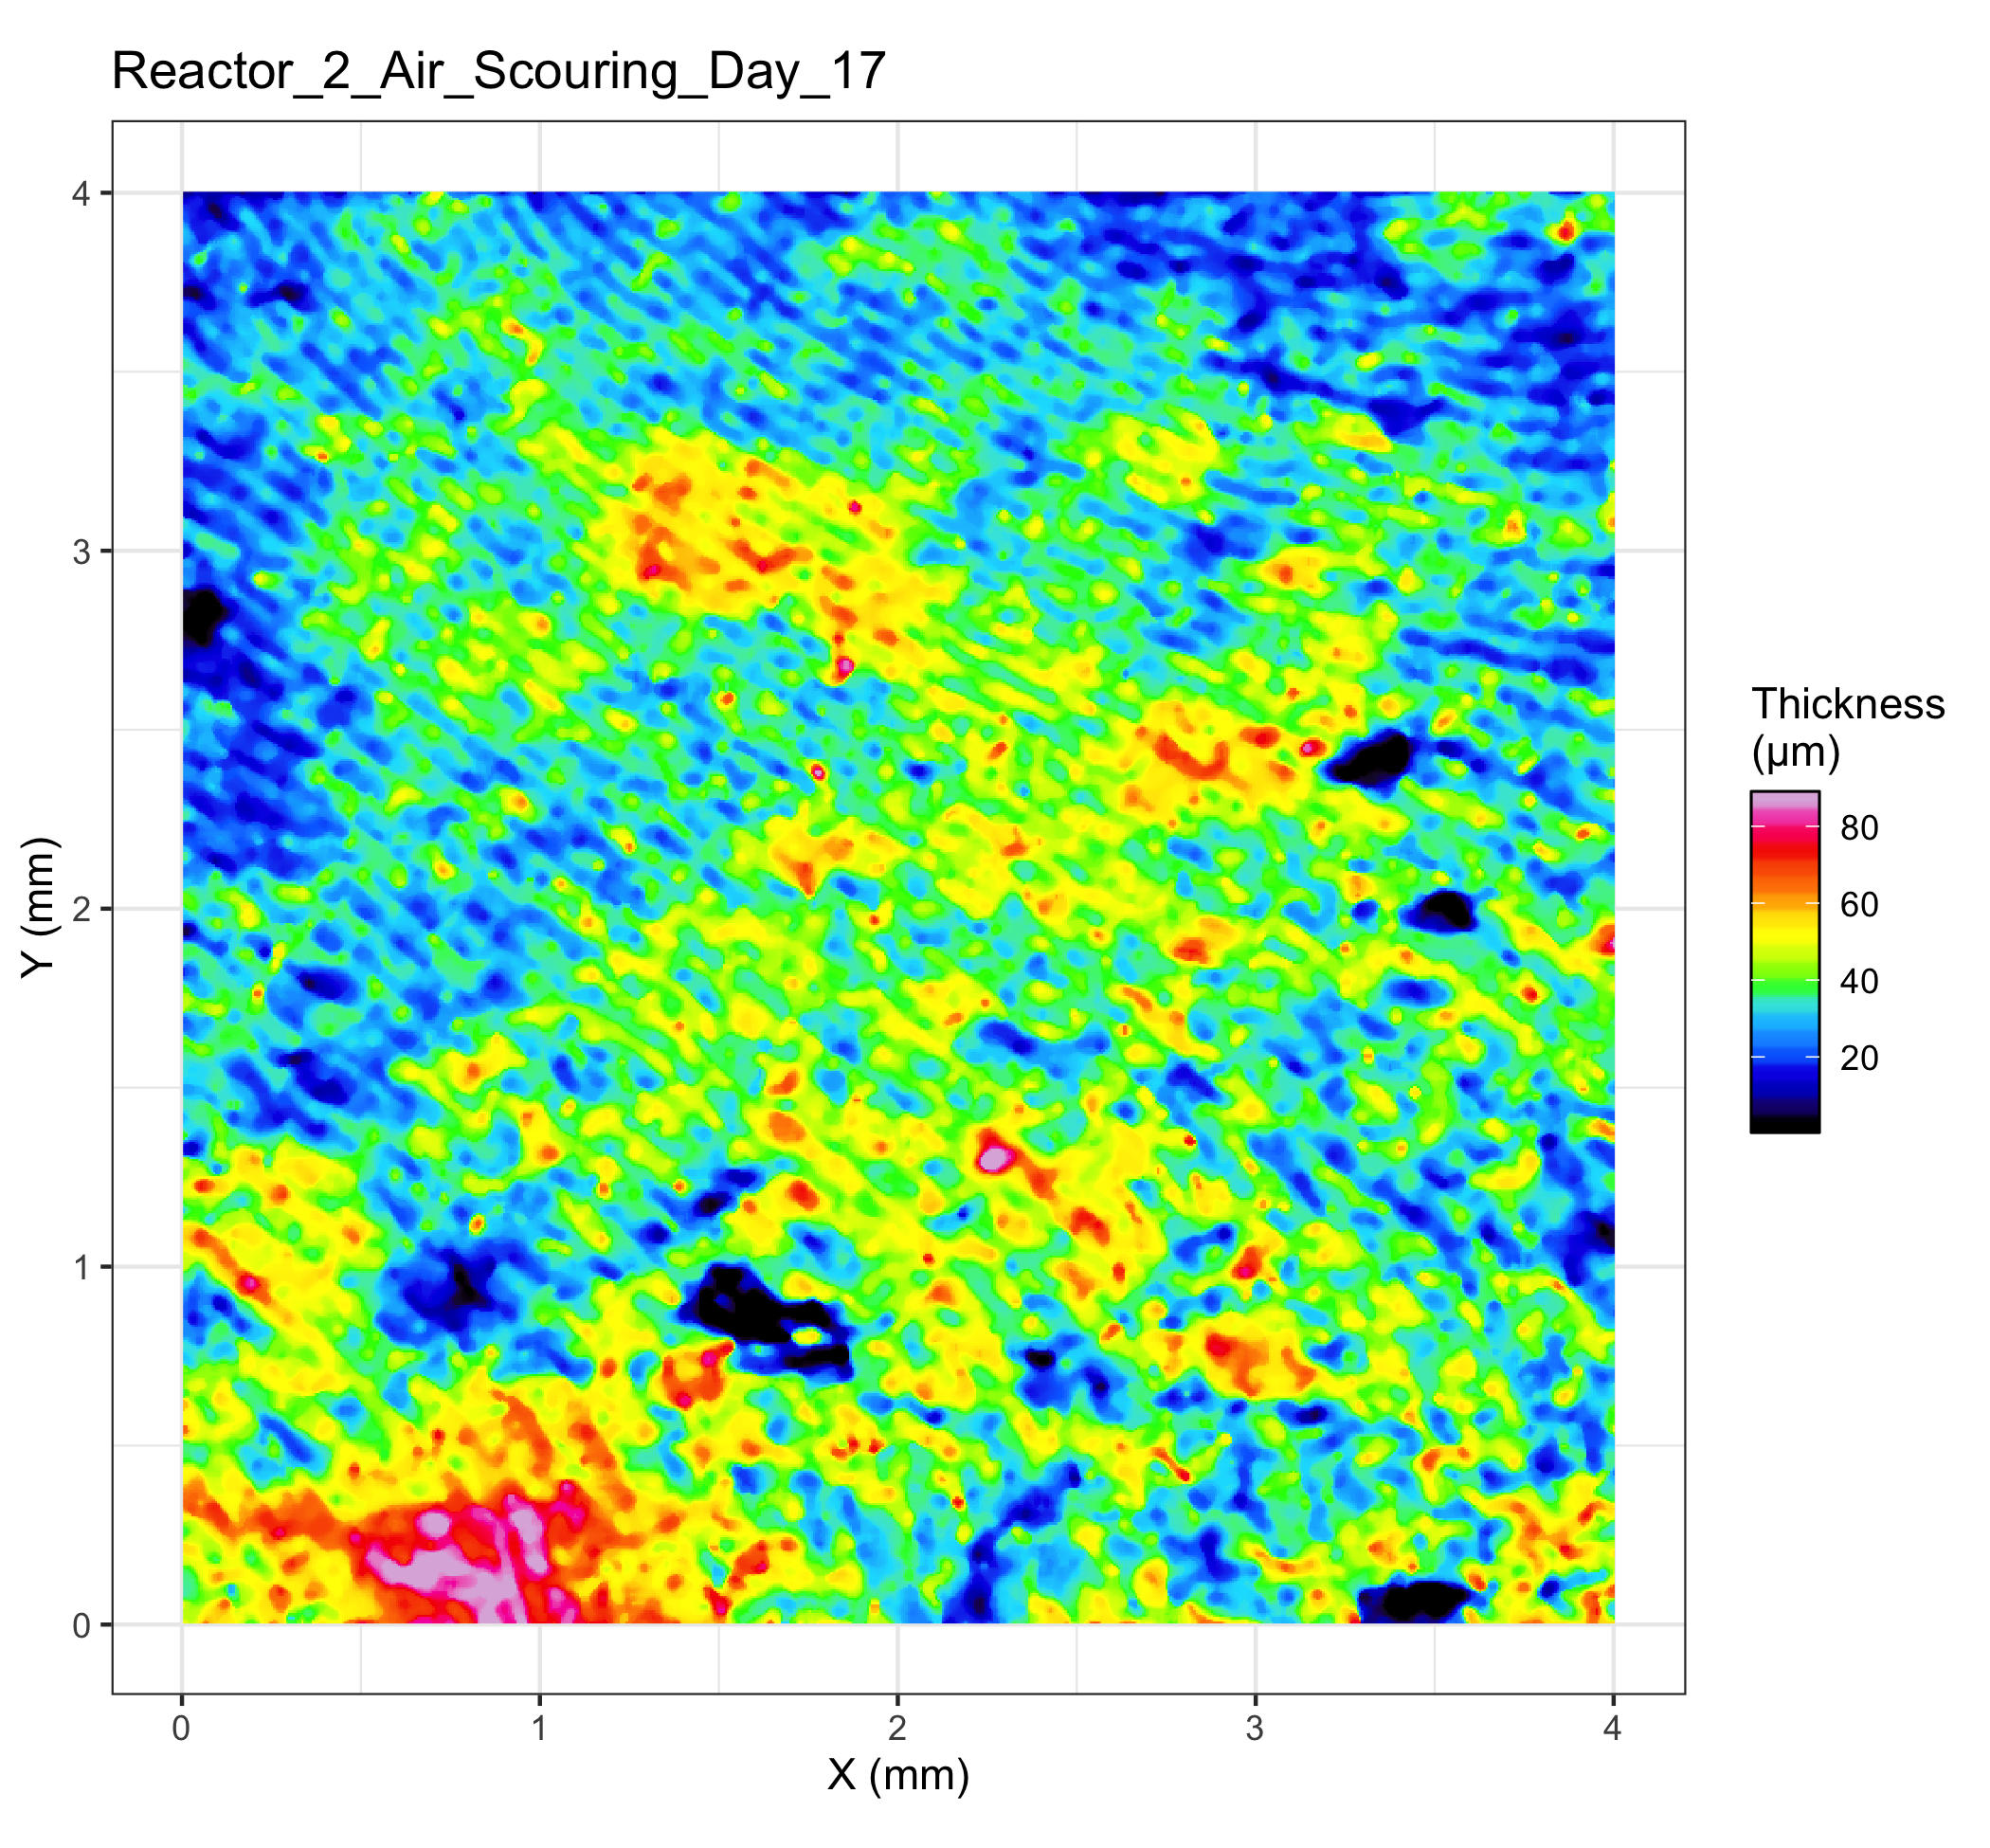 Reactor_2_Air_Scouring_Day_17
4
3
2
1
0
Y (mm)
0 1 2 3 4
X (mm)
Thickness
(µm)
80
60
40
20